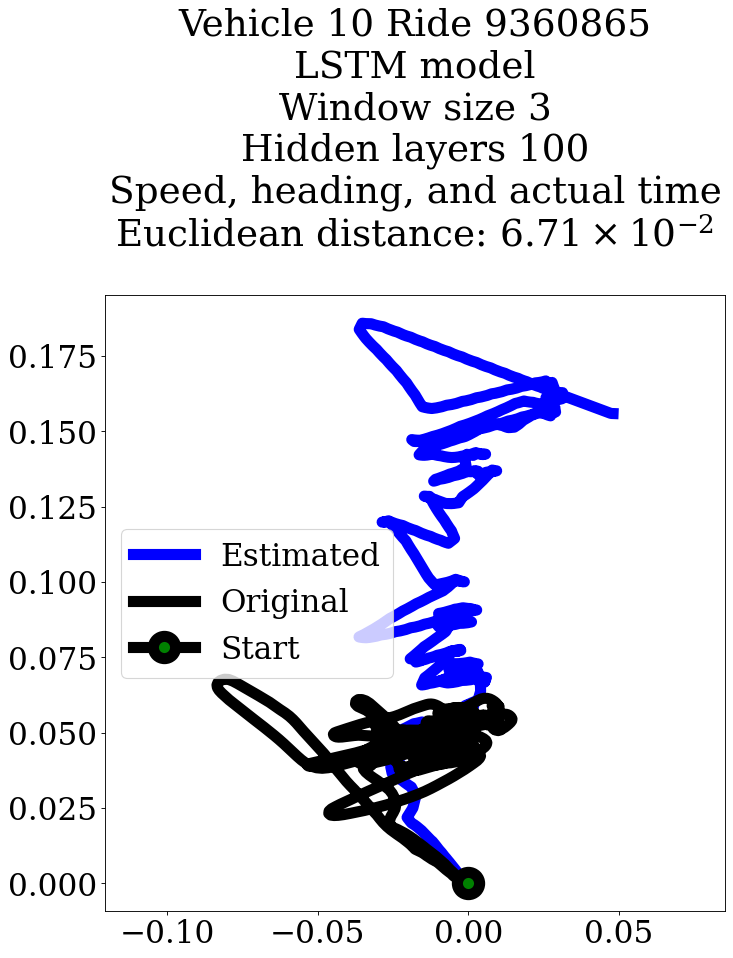 Vehicle 10 Ride 9360865
LSTM model
Window size 3
Hidden layers 100
Speed, heading, and actual time
Euclidean distance: 6.71 × 10⁻²
0.175
0.150
0.125
0.100
0.075
0.050
0.025
0.000
Estimated
Original
Start
−0.10
−0.05
0.00
0.05